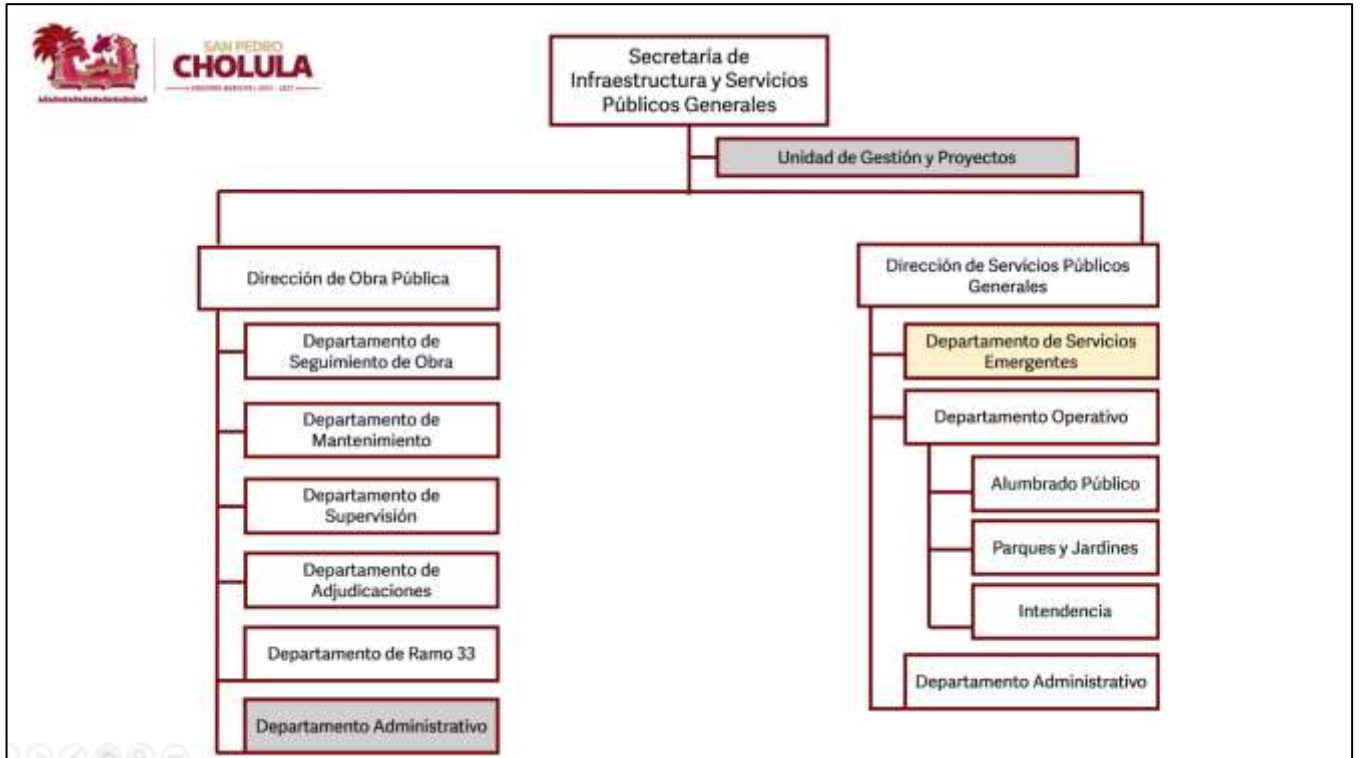 SAN PEDRO
CHOLULA
Secretaría de
Infraestructura y Servicios
Públicos Generales
Unidad de Gestión y Proyectos
Dirección de Obra Pública
Departamento de
Seguimiento de Obra
Departamento de
Mantenimiento
Departamento de
Supervisión
Departamento de
Adjudicaciones
Departamento de Ramo 33
Departamento Administrativo
Dirección de Servicios Públicos
Generales
Departamento de Servicios
Emergentes
Departamento Operativo
Alumbrado Público
Parques y Jardines
Intendencia
Departamento Administrativo